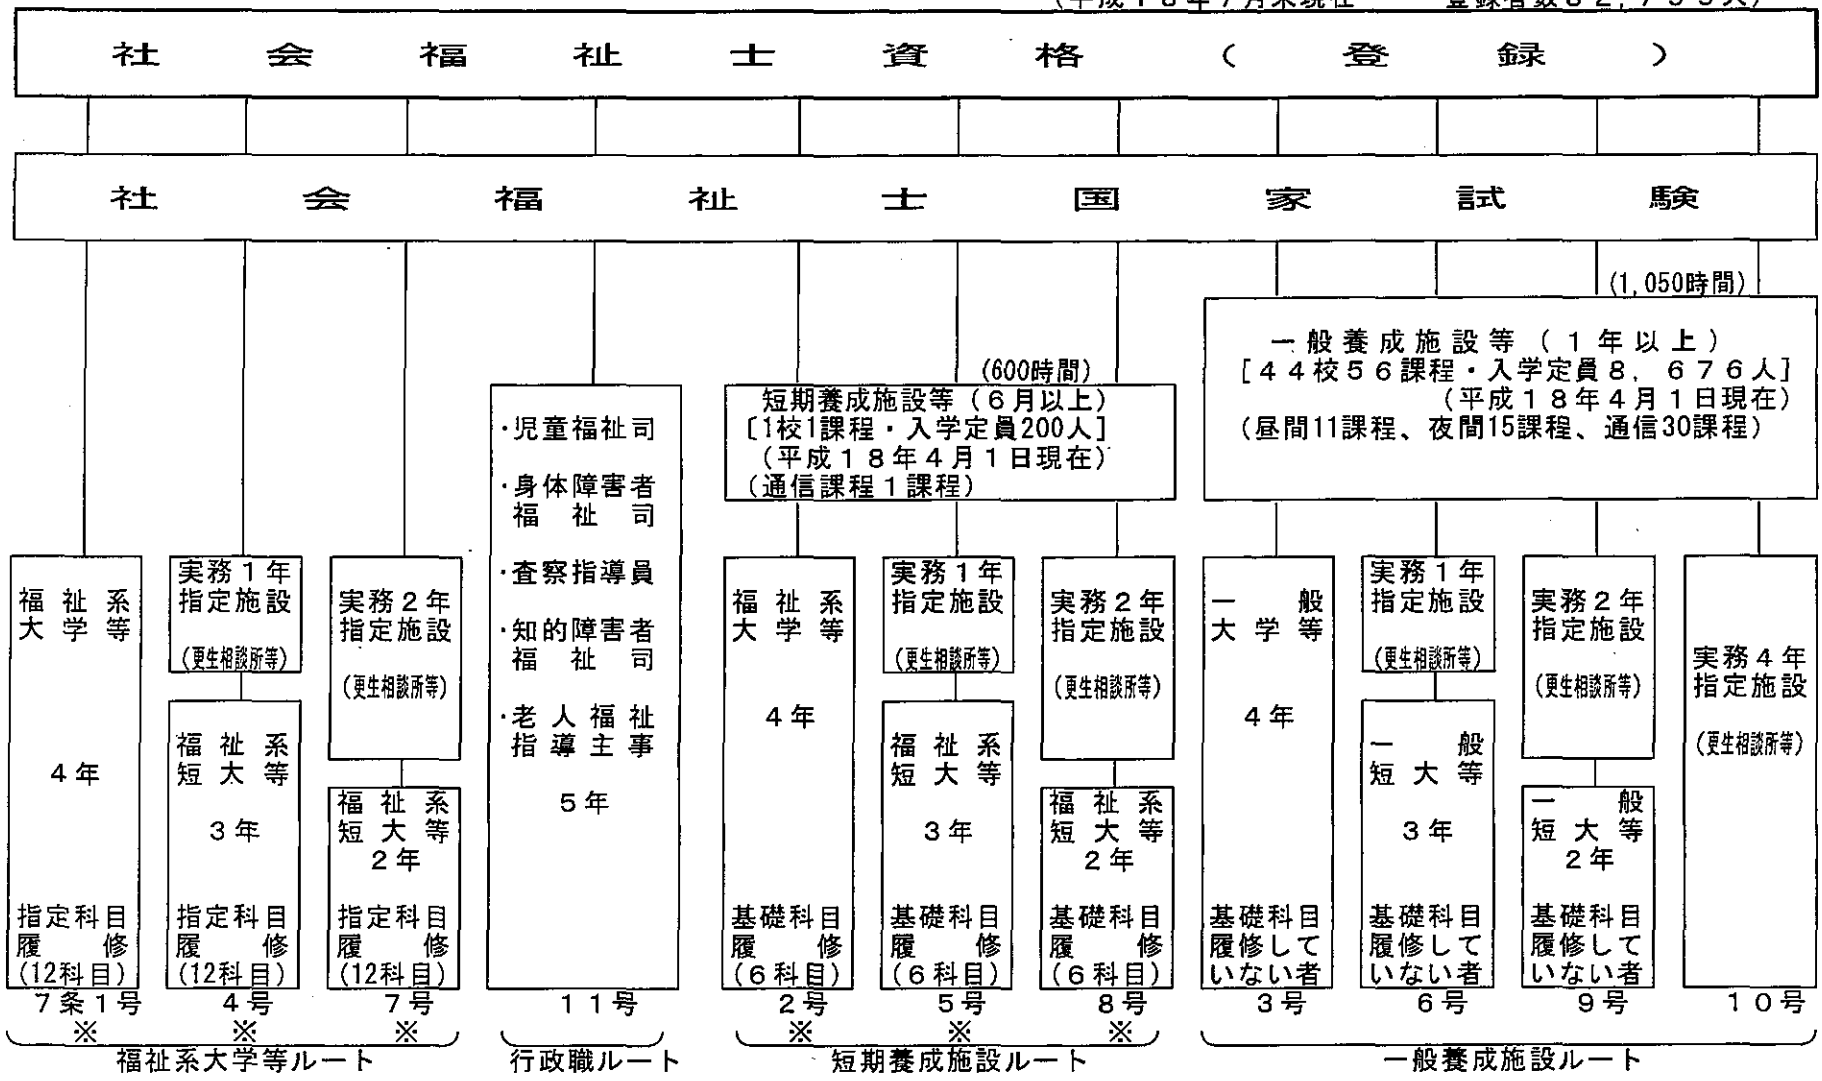 社会福祉士資格(登録)
社会福祉士国家試験
(1,050時間)
一般養成施設等(1年以上)
[44校56課程・入学定員8,676人]
(平成18年4月1日現在)
(昼間11課程、夜間15課程、通信30課程)
(600時間)
短期養成施設等(6月以上)
[1校1課程・入学定員200人]
(平成18年4月1日現在)
(通信課程1課程)
福祉系
大学等
4年
指定科目
履修
(12科目)
7条1号
※
実務1年
指定施設
(更生相談所等)
福祉系
短大等
3年
指定科目
履修
(12科目)
4号
※
実務2年
指定施設
(更生相談所等)
福祉系
短大等
2年
指定科目
履修
(12科目)
7号
※
福祉系大学等ルート
・児童福祉司
・身体障害者
福祉司
・査察指導員
・知的障害者
福祉司
・老人福祉
指導主事
5年
11号
行政職ルート
福祉系
大学等
4年
基礎科目
履修
(6科目)
2号
※
実務1年
指定施設
(更生相談所等)
福祉系
短大等
3年
基礎科目
履修
(6科目)
5号
※
実務2年
指定施設
(更生相談所等)
福祉系
短大等
2年
基礎科目
履修
(6科目)
8号
※
短期養成施設ルート
一般
大学等
4年
基礎科目
履修して
いない者
3号
実務1年
指定施設
(更生相談所等)
一般
短大等
3年
基礎科目
履修して
いない者
6号
実務2年
指定施設
(更生相談所等)
一般
短大等
2年
基礎科目
履修して
いない者
9号
実務4年
指定施設
(更生相談所等)
10号
一般養成施設ルート